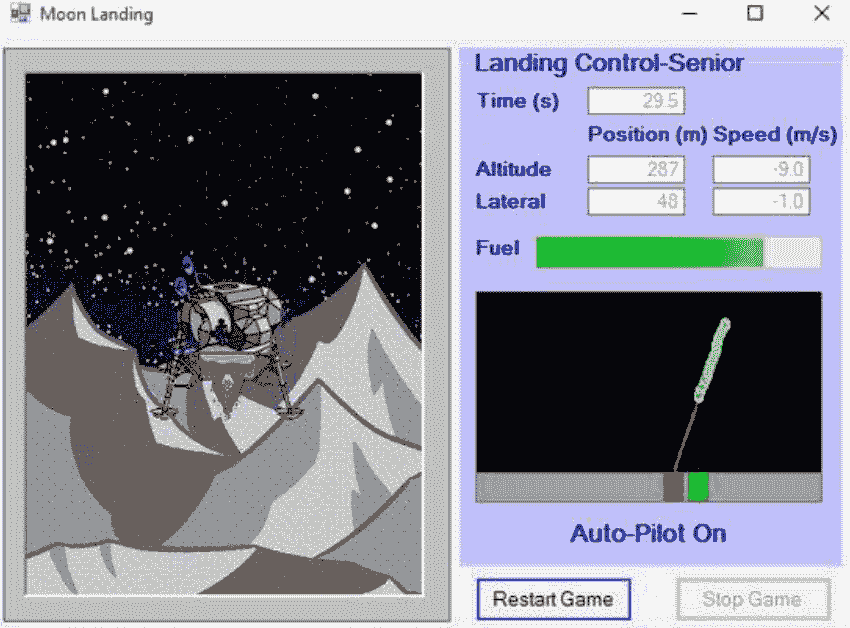 Moon Landing
Landing Control-Senior
Time (s) 29.5
Position (m) Speed (m/s)
Altitude 287 -9.0
Lateral 48 -1.0
Fuel
Auto-Pilot On
Restart Game Stop Game